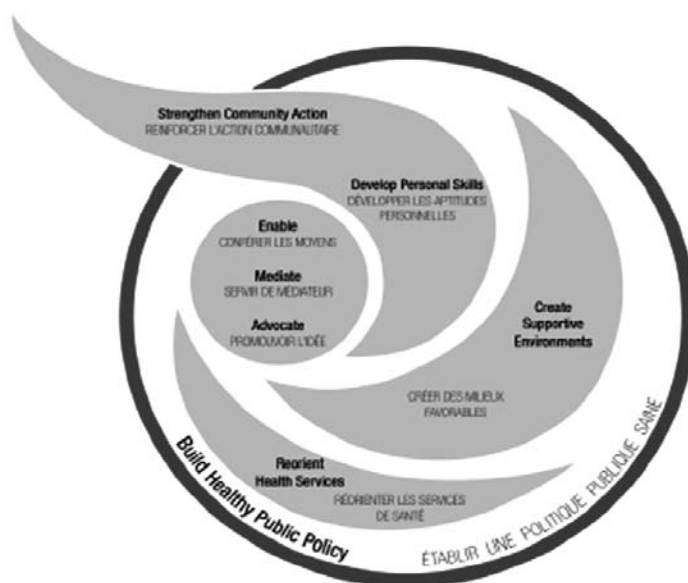 Strengthen Community Action
RENFORCER L'ACTION COMMUNAUTAIRE
Develop Personal Skills
DÉVELOPPER LES APTITUDES
PERSONNELLES
Enable
CONFÉRER LES MOYENS
Mediate
SERVIR DE MÉDIATEUR
Advocate
PROMOUVOIR L'IDÉE
Create
Supportive
Environments
CRÉER DES MILIEUX
FAVORABLES
Reorient
Health Services
RÉORIENTER LES SERVICES
DE SANTÉ
Build Healthy Public Policy
ÉTABLIR UNE POLITIQUE PUBLIQUE SAINE